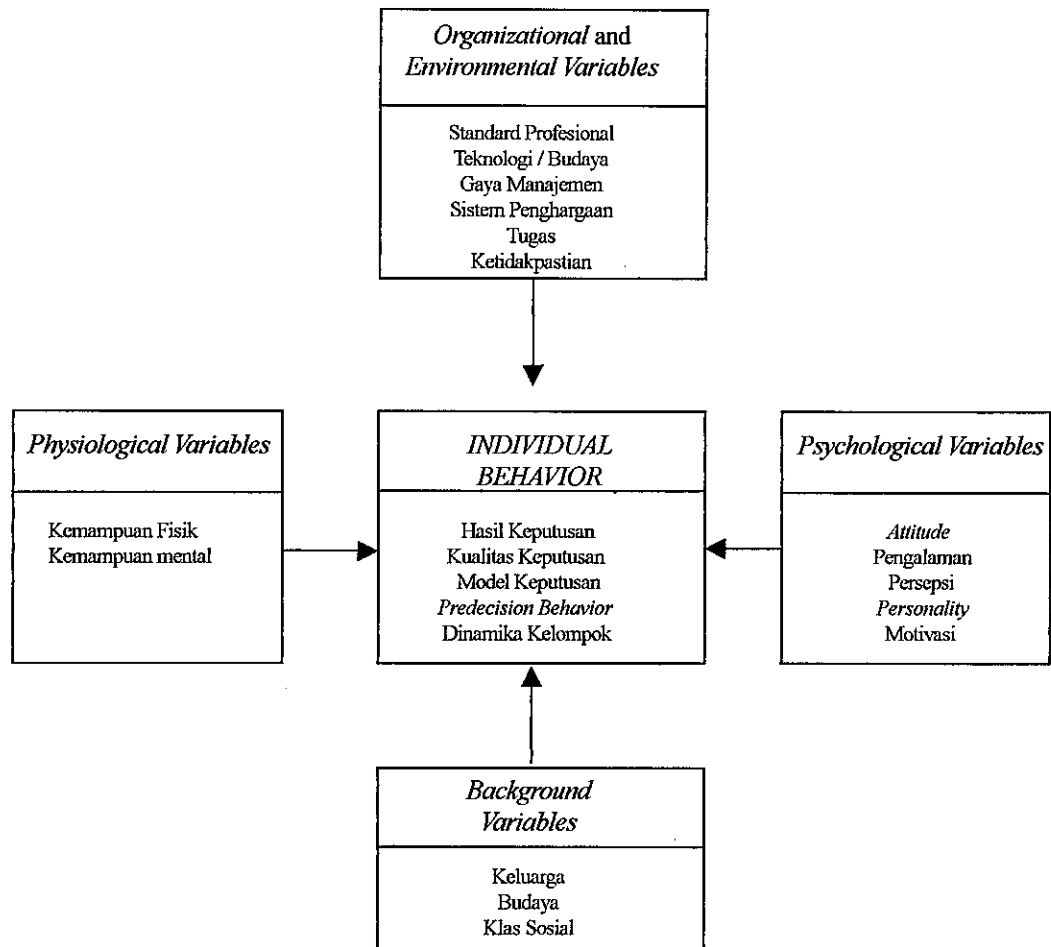 Organizational and
Environmental Variables
Standard Profesional
Teknologi / Budaya
Gaya Manajemen
Sistem Penghargaan
Tugas
Ketidakpastian
Physiological Variables
Kemampuan Fisik
Kemampuan mental
INDIVIDUAL
BEHAVIOR
Hasil Keputusan
Kualitas Keputusan
Model Keputusan
Predecision Behavior
Dinamika Kelompok
Psychological Variables
Attitude
Pengalaman
Persepsi
Personality
Motivasi
Background
Variables
Keluarga
Budaya
Klas Sosial